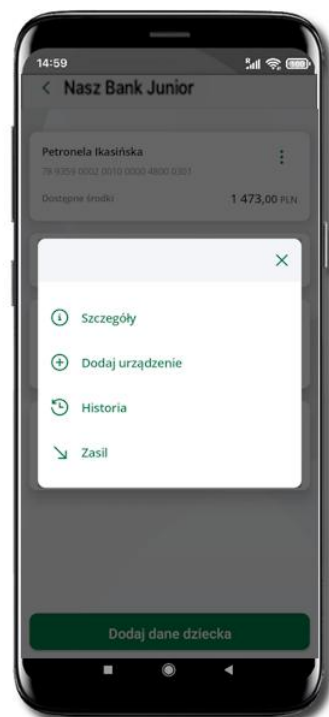 14:59
Nasz Bank Junior
Petronela Ikasińska
78 9359 0002 0010 0000 4800 0301
Dostępne środki 1 473,00 PLN
Szczegóły
Dodaj urządzenie
Historia
Zasil
Dodaj dane dziecka